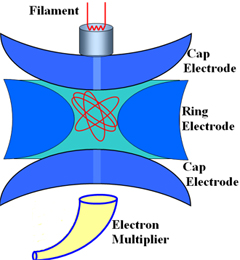 Filament
Cap
Electrode
Ring
Electrode
Cap
Electrode
Electron
Multiplier